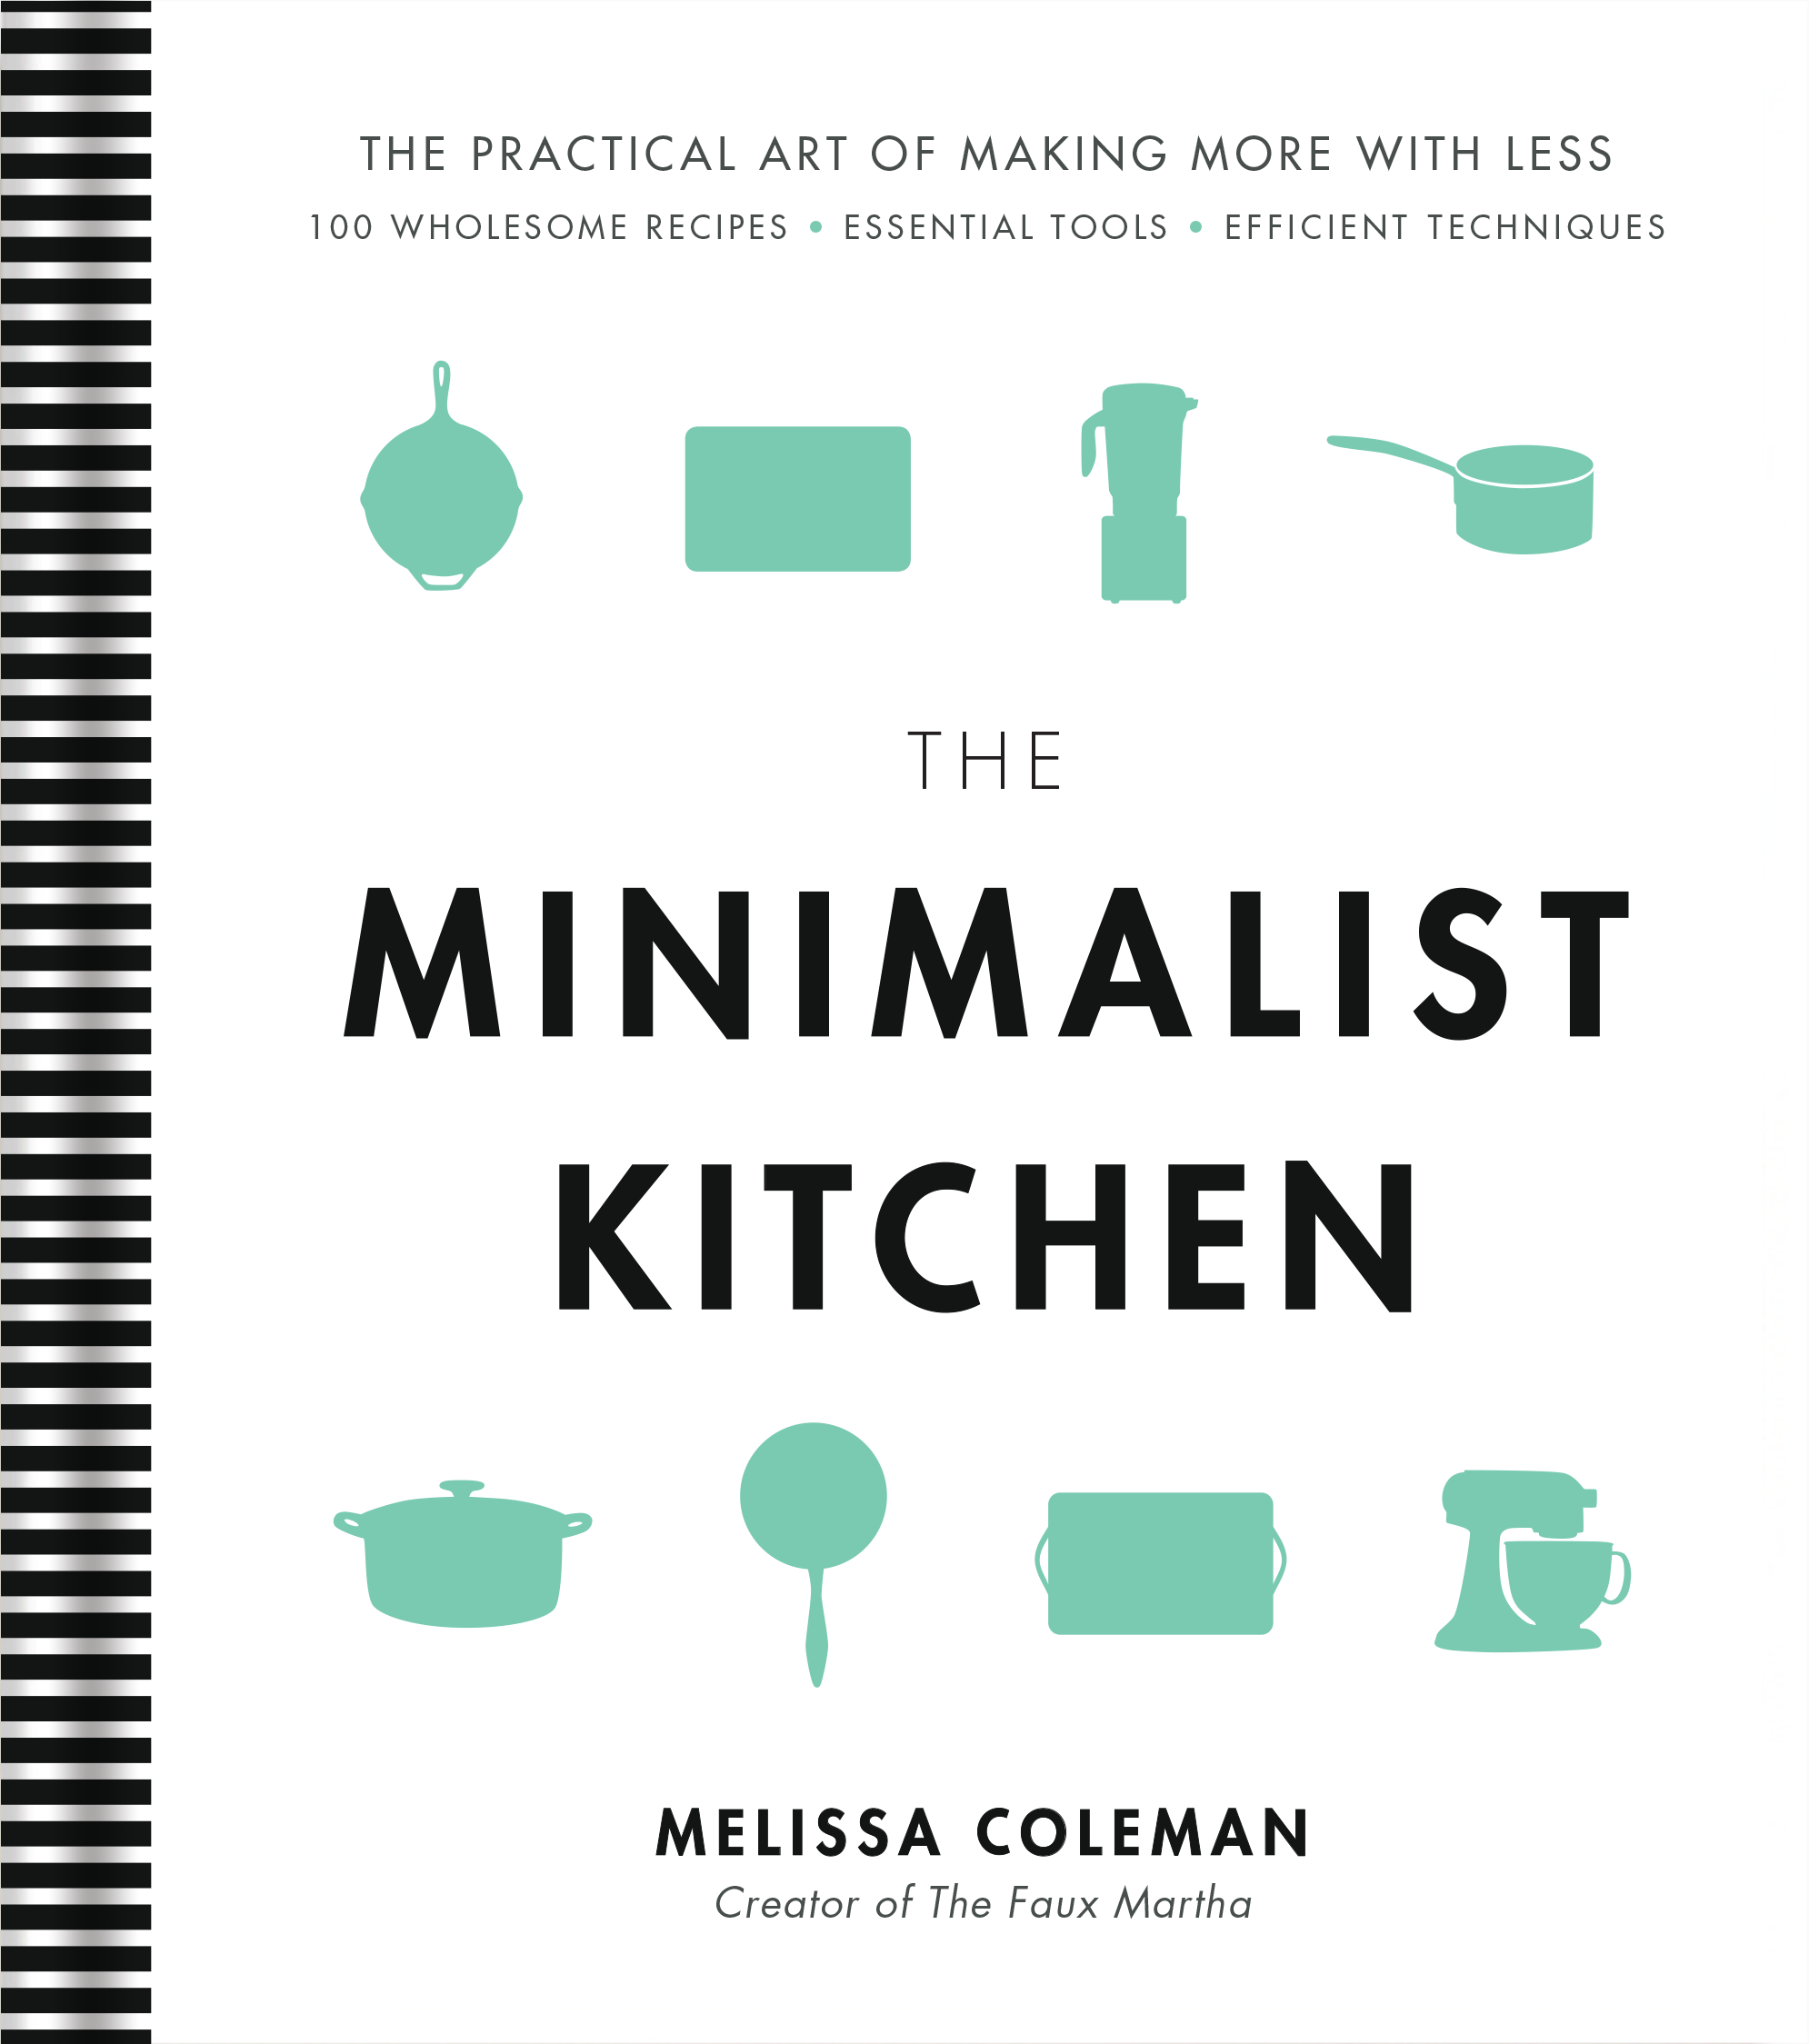 THE PRACTICAL ART OF MAKING MORE WITH LESS
100 WHOLESOME RECIPES • ESSENTIAL TOOLS • EFFICIENT TECHNIQUES
THE
MINIMALIST
KITCHEN
MELISSA COLEMAN
Creator of The Faux Martha